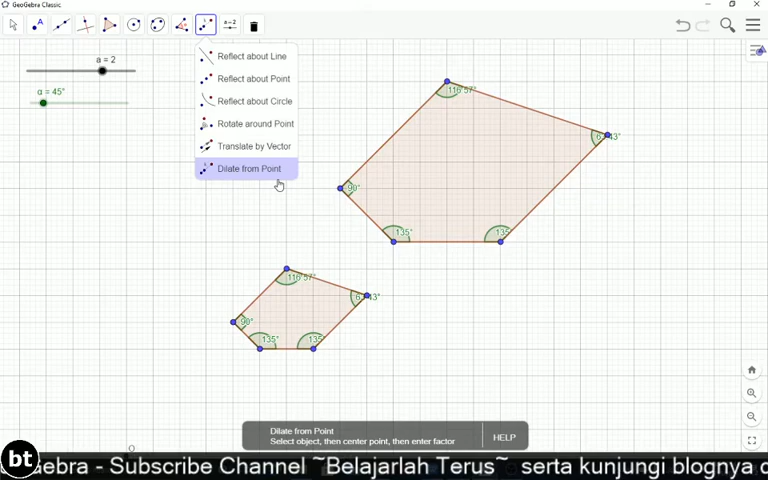 GeoGebra Classic
a = 2
a=2
α = 45°
Reflect about Line
Reflect about Point
Reflect about Circle
Rotate around Point
Translate by Vector
Dilate from Point
116°57'
90°
135°
135°
116°57'
90°
135°
135°
Dilate from Point
Select object, then center point, then enter factor
HELP
bt
ebra - Subscribe Channel ~Belajarlah Terus~ serta kunjungi blognya